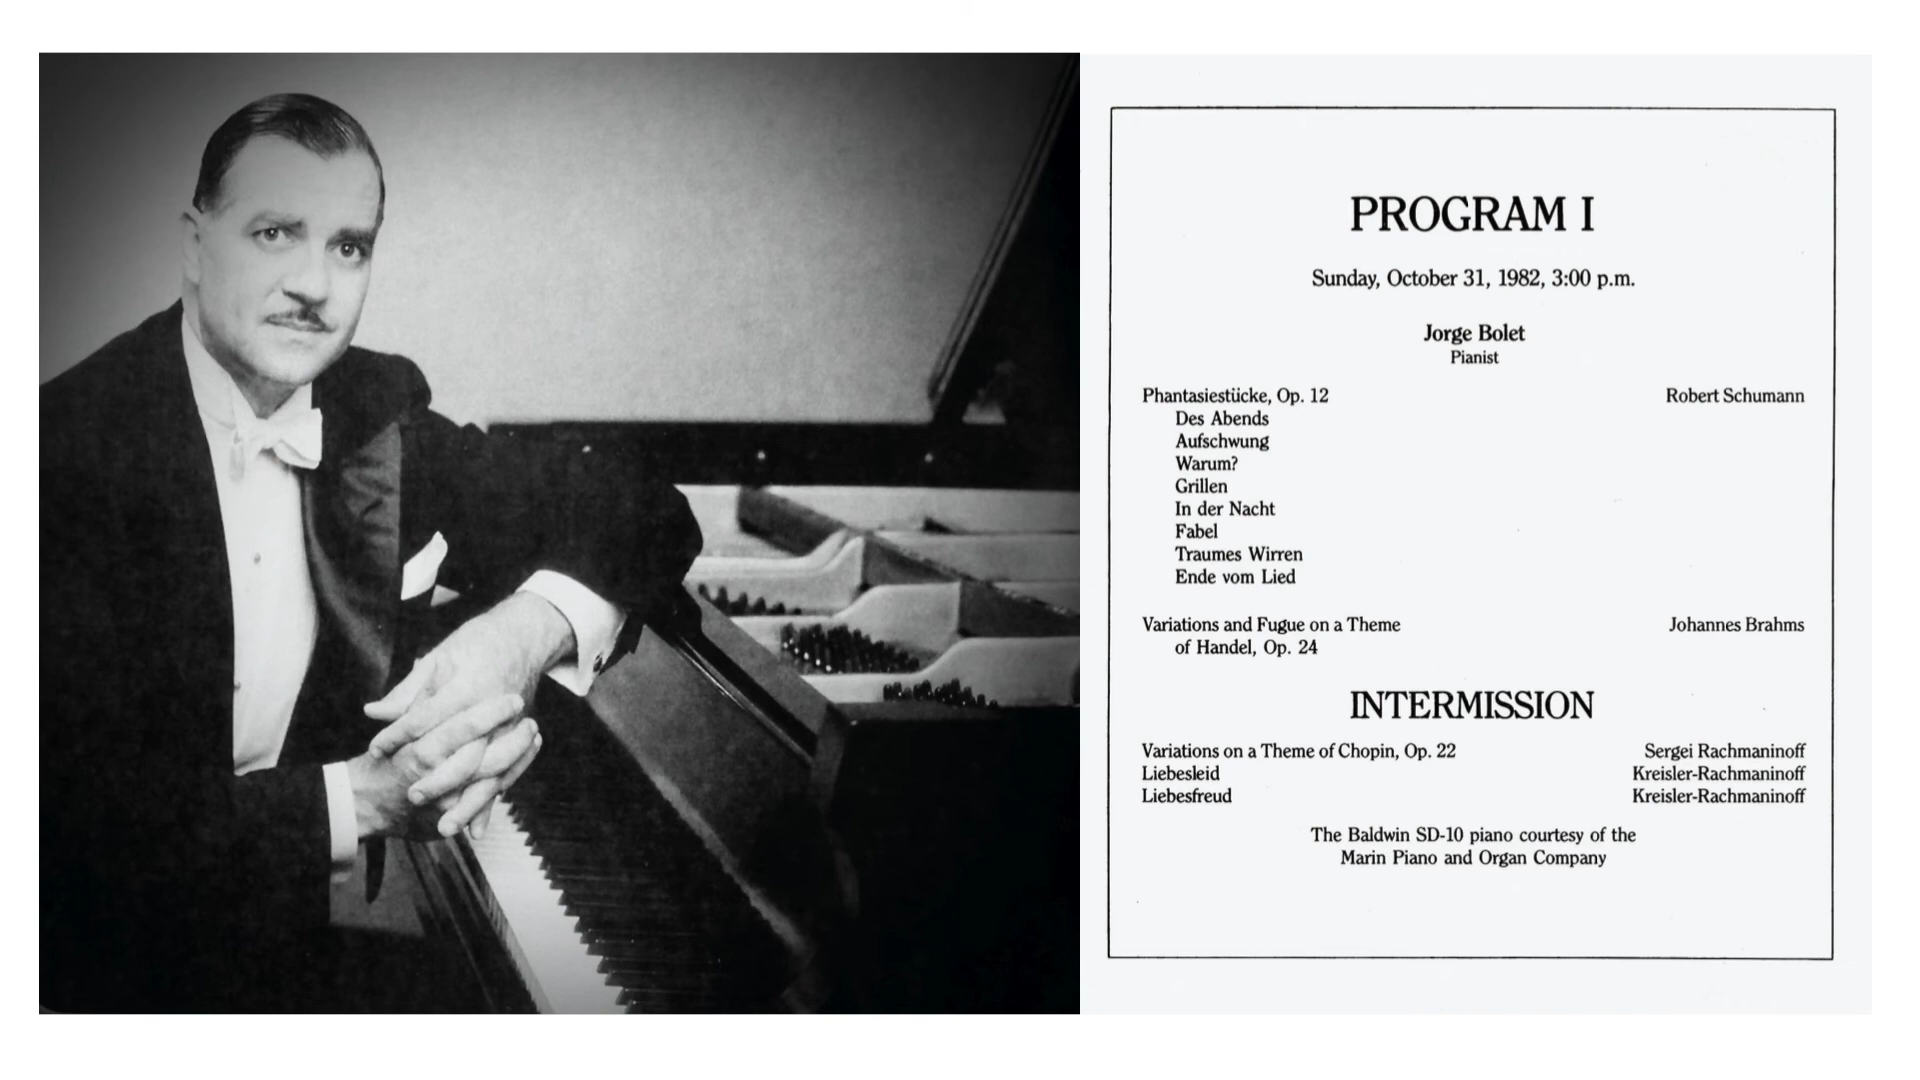 PROGRAM I
Sunday, October 31, 1982, 3:00 p.m.
Jorge Bolet
Pianist
Phantasiestücke, Op. 12 Robert Schumann
Des Abends
Aufschwung
Warum?
Grillen
In der Nacht
Fabel
Traumes Wirren
Ende vom Lied
Variations and Fugue on a Theme Johannes Brahms
of Handel, Op. 24
INTERMISSION
Variations on a Theme of Chopin, Op. 22 Sergei Rachmaninoff
Liebesleid Kreisler-Rachmaninoff
Liebesfreud Kreisler-Rachmaninoff
The Baldwin SD-10 piano courtesy of the
Marin Piano and Organ Company